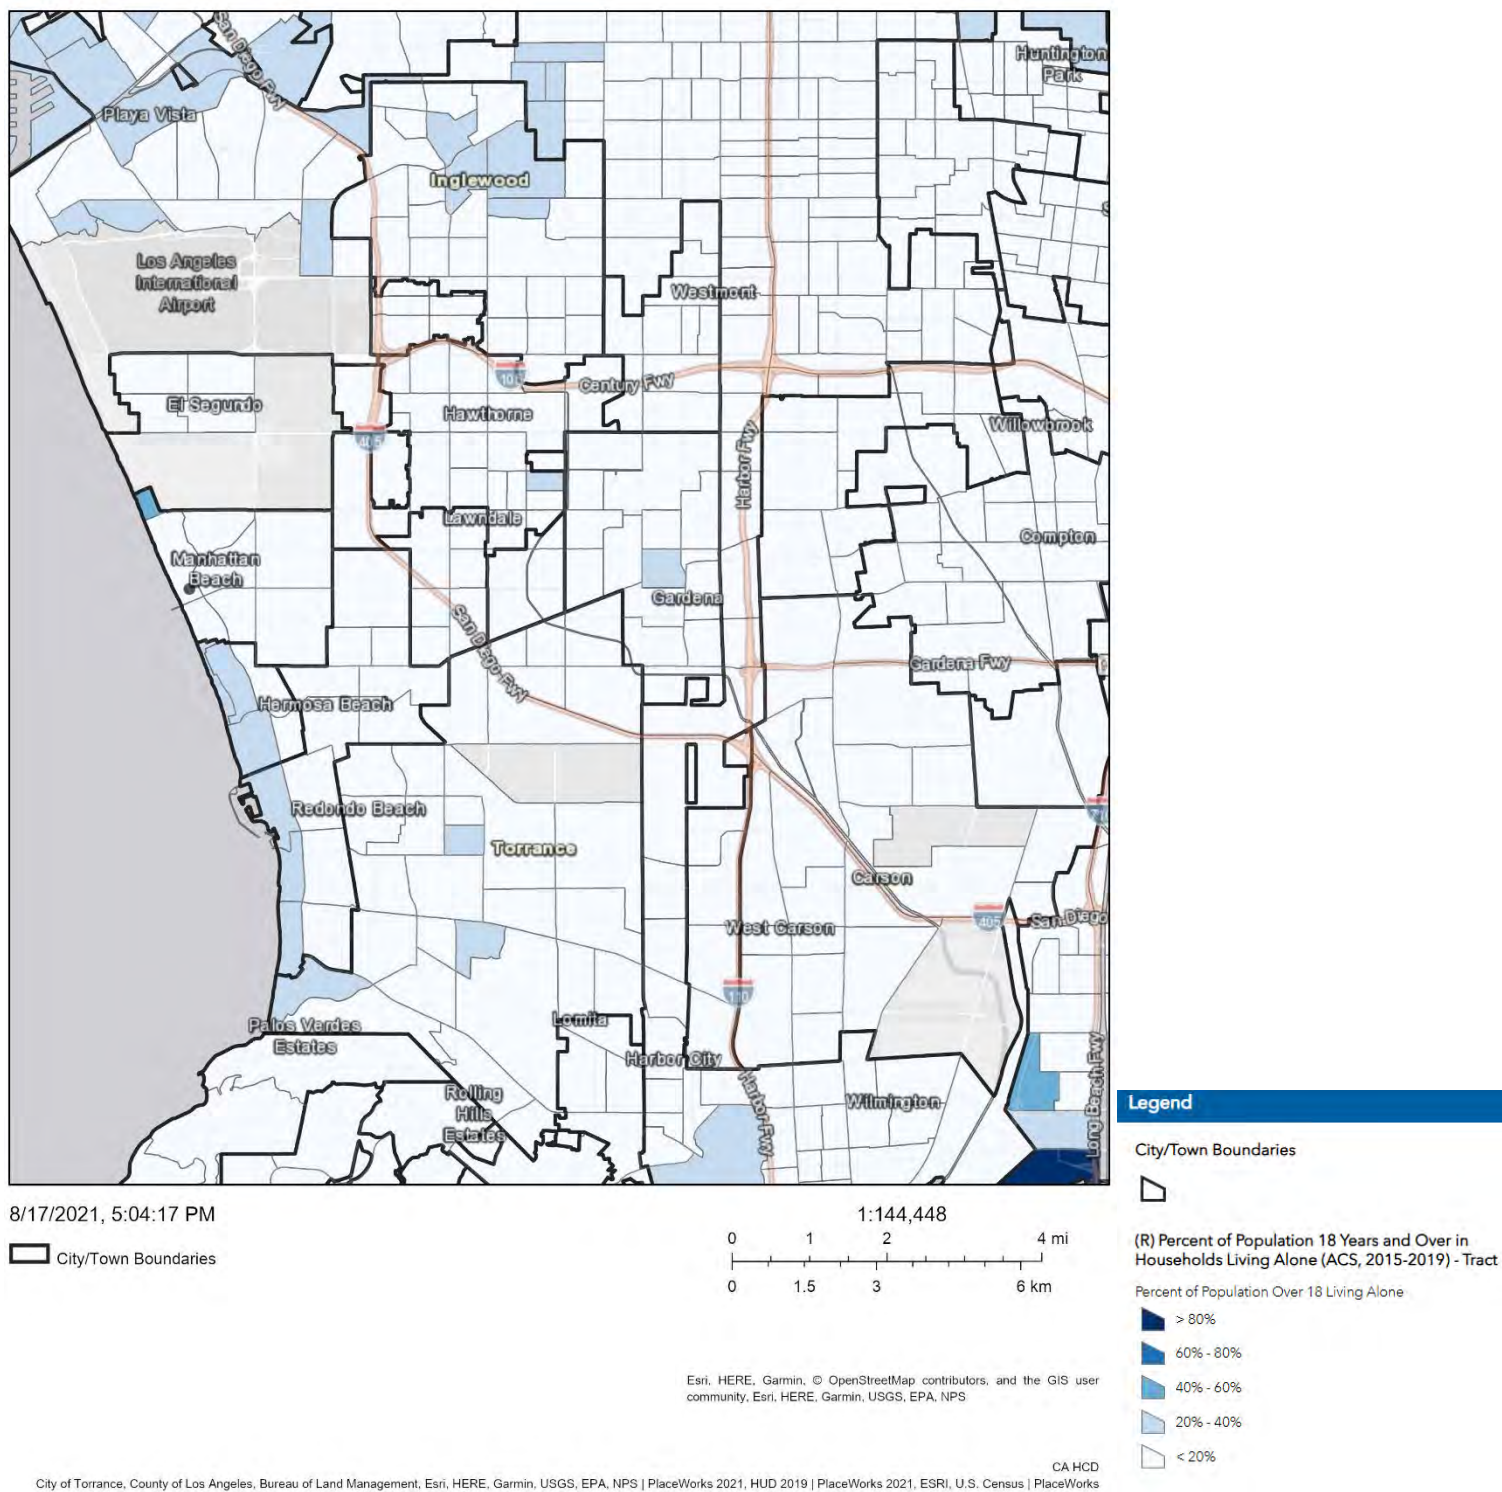 San Diego Fwy
Huntington
Park
Playa Vista
Inglewood
Los Angeles
International
Airport
Westmont
Century Fwy
El Segundo
Hawthorne
Harbor Fwy
Willowbrook
405
Lawndale
Compton
Manhattan
Beach
Gardena
San Diego Fwy
Gardena Fwy
Hermosa Beach
Redondo Beach
Torrance
Carson
West Carson
405
San Diego
110
Palos Verdes
Estates
Lomita
Harbor City
Long Beach Fwy
Rolling
Hills
Estates
Harbor Fwy
Wilmington
Legend
City/Town Boundaries
(R) Percent of Population 18 Years and Over in
Households Living Alone (ACS, 2015-2019) - Tract
Percent of Population Over 18 Living Alone
> 80%
60% - 80%
40% - 60%
20% - 40%
< 20%
8/17/2021, 5:04:17 PM
City/Town Boundaries
1:144,448
0 1 2 4 mi
0 1.5 3 6 km
Esri, HERE, Garmin, © OpenStreetMap contributors, and the GIS user
community, Esri, HERE, Garmin, USGS, EPA, NPS
CA HCD
City of Torrance, County of Los Angeles, Bureau of Land Management, Esri, HERE, Garmin, USGS, EPA, NPS | PlaceWorks 2021, HUD 2019 | PlaceWorks 2021, ESRI, U.S. Census | PlaceWorks